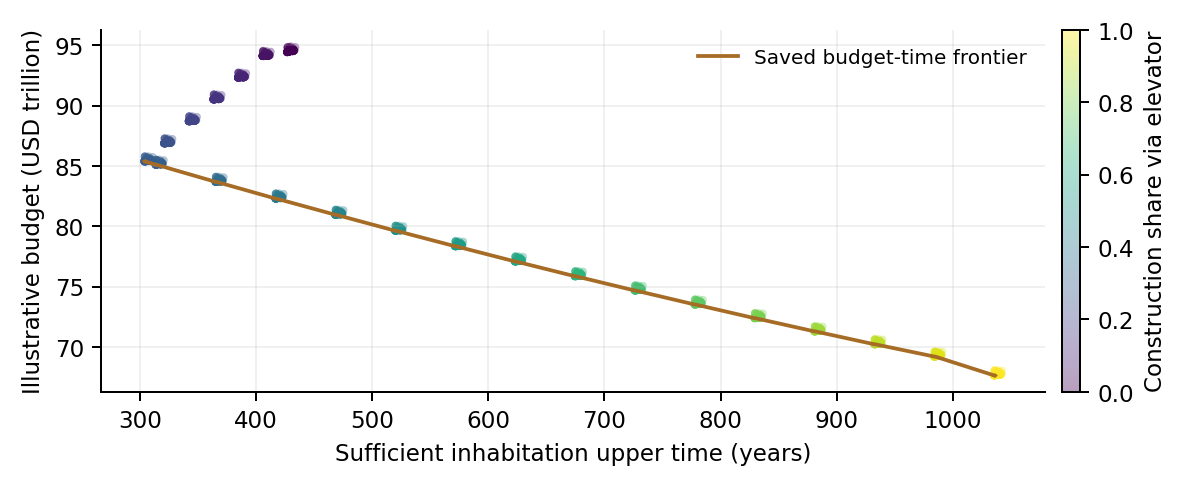 Illustrative budget (USD trillion)
95
90
85
80
75
70
300 400 500 600 700 800 900 1000
Sufficient inhabitation upper time (years)
Saved budget-time frontier
1.0
0.8
0.6
0.4
0.2
0.0
Construction share via elevator